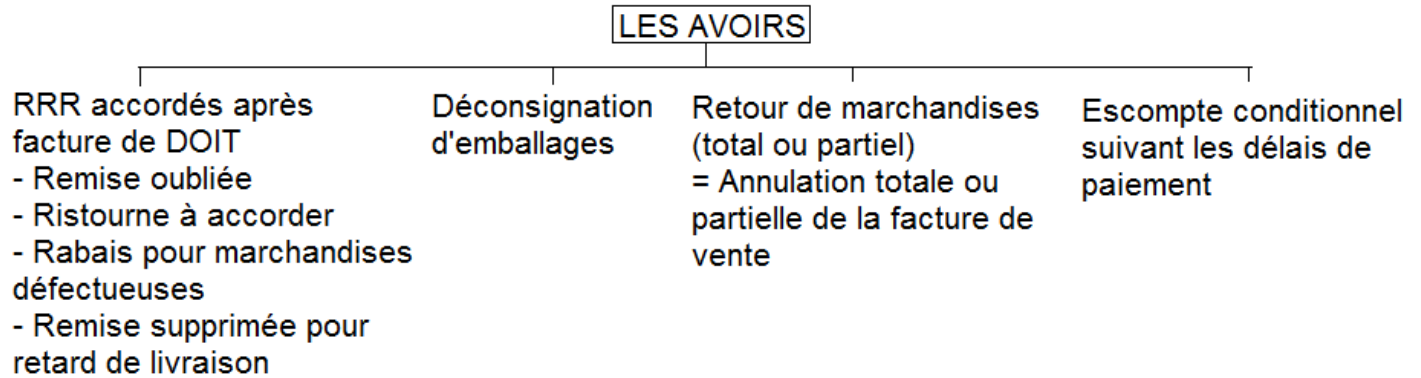 LES AVOIRS
RRR accordés après
facture de DOIT
- Remise oubliée
- Ristourne à accorder
- Rabais pour marchandises
défectueuses
- Remise supprimée pour
retard de livraison
Déconsignation
d'emballages
Retour de marchandises
(total ou partiel)
= Annulation totale ou
partielle de la facture de
vente
Escompte conditionnel
suivant les délais de
paiement